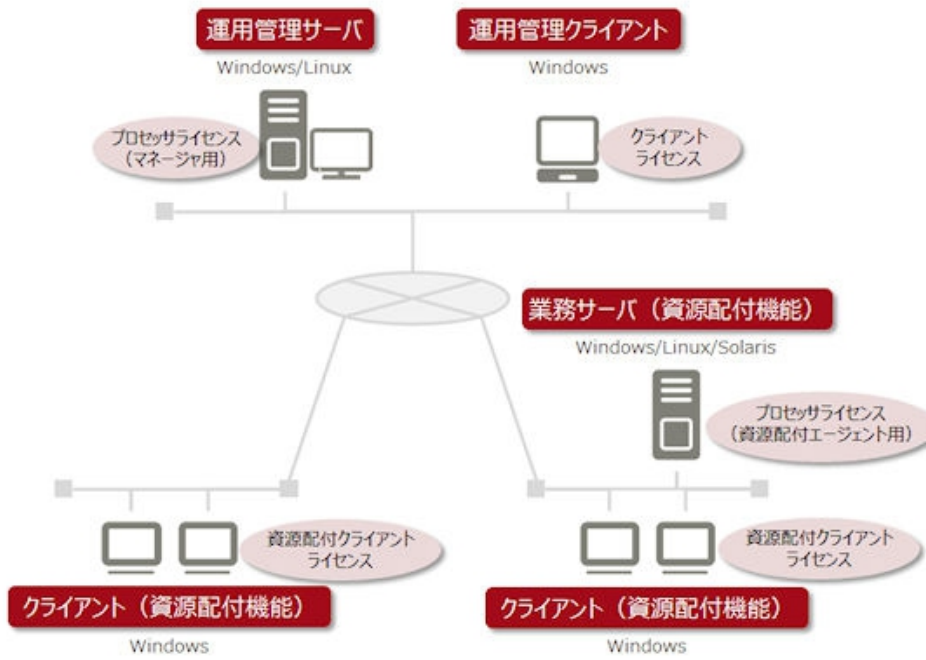 運用管理サーバ
運用管理クライアント
Windows/Linux
Windows
プロセッサライセンス
(マネージャ用)
クライアント
ライセンス
業務サーバ(資源配付機能)
Windows/Linux/Solaris
プロセッサライセンス
(資源配付エージェント用)
資源配付クライアント
ライセンス
資源配付クライアント
ライセンス
クライアント(資源配付機能)
クライアント(資源配付機能)
Windows
Windows